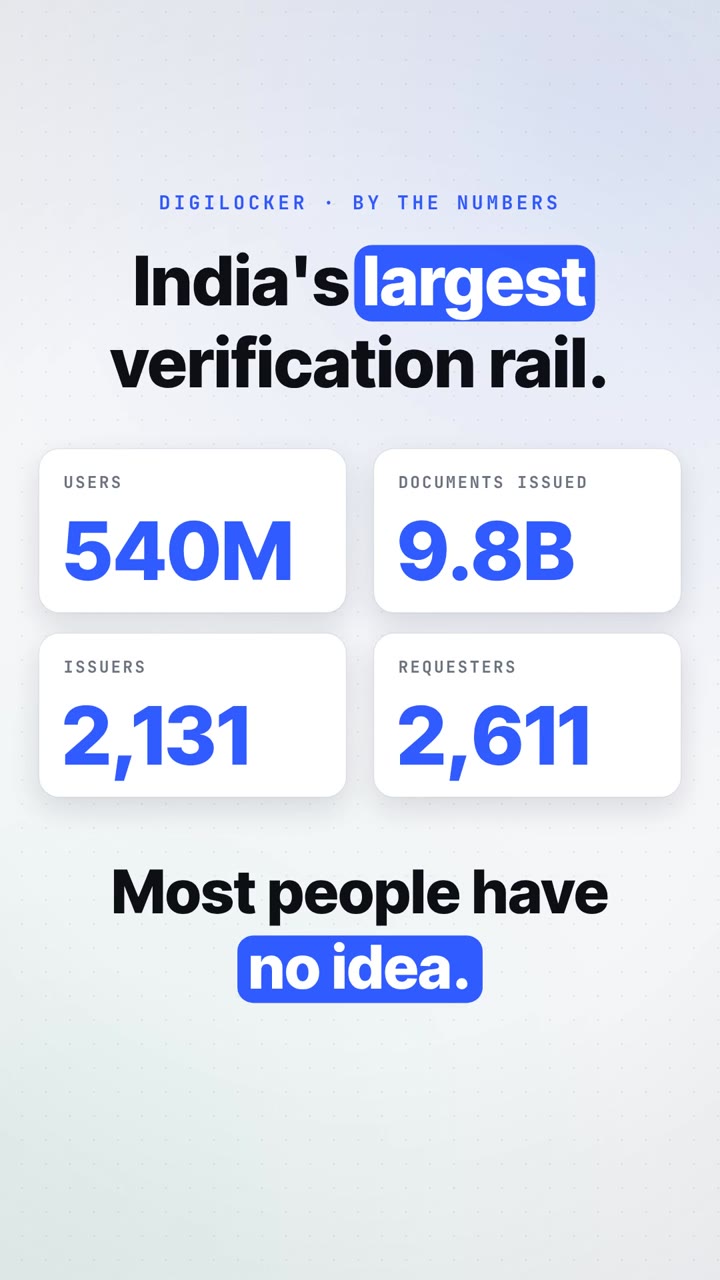 DIGILOCKER · BY THE NUMBERS
India's largest
verification rail.
USERS
540M
DOCUMENTS ISSUED
9.8B
ISSUERS
2,131
REQUESTERS
2,611
Most people have
no idea.